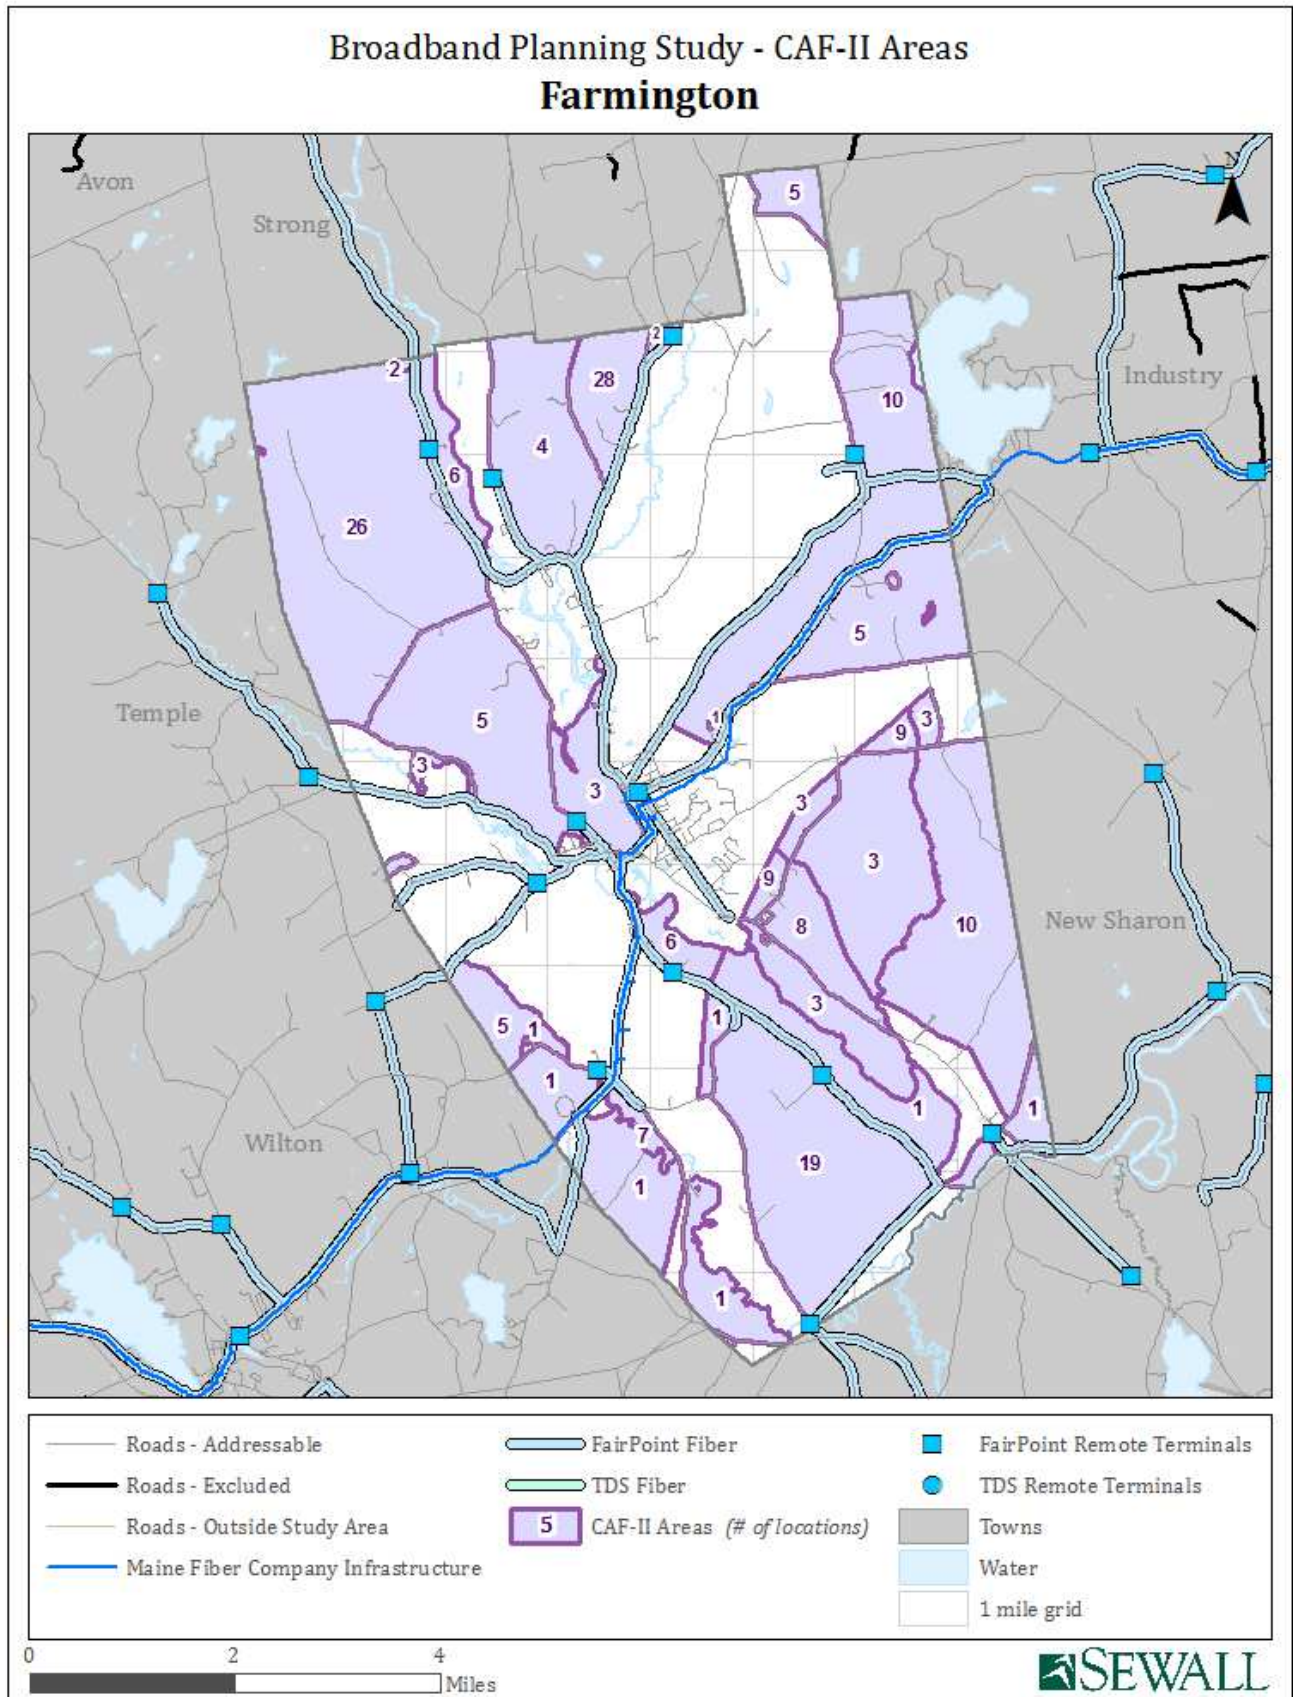 Broadband Planning Study - CAF-II Areas
Farmington
N
Avon
5
Strong
2
2
28
Industry
10
4
6
26
5
Temple
5
1
3
9
3
3
3
3
9
10
8
New Sharon
6
3
1
5
1
1
1
1
Wilton
7
19
1
1
Roads - Addressable
FairPoint Fiber
FairPoint Remote Terminals
Roads - Excluded
TDS Fiber
TDS Remote Terminals
Roads - Outside Study Area
5
CAF-II Areas (# of locations)
Towns
Maine Fiber Company Infrastructure
Water
1 mile grid
0
2
4
Miles
SEWALL